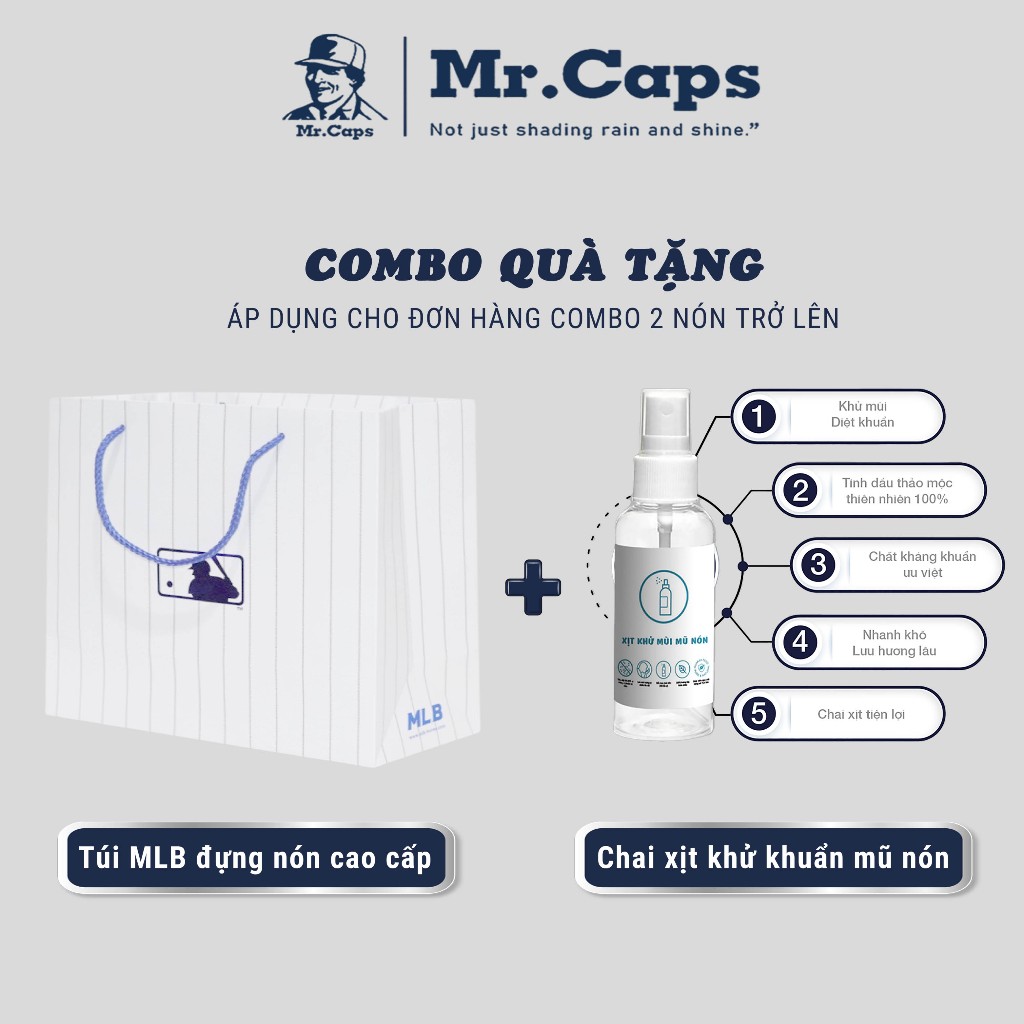 Mr.Caps
Mr.Caps
Not just shading rain and shine.”
COMBO QUÀ TẶNG
ÁP DỤNG CHO ĐƠN HÀNG COMBO 2 NÓN TRỞ LÊN
TM
MLB
1
Khử mùi
Diệt khuẩn
2
Tinh dầu thảo mộc
thiên nhiên 100%
3
Chất kháng khuẩn
ưu việt
4
Nhanh khô
Lưu hương lâu
5
Chai xịt tiện lợi
XỊT KHỬ MÙI MŨ NÓN
Túi MLB đựng nón cao cấp
Chai xịt khử khuẩn mũ nón